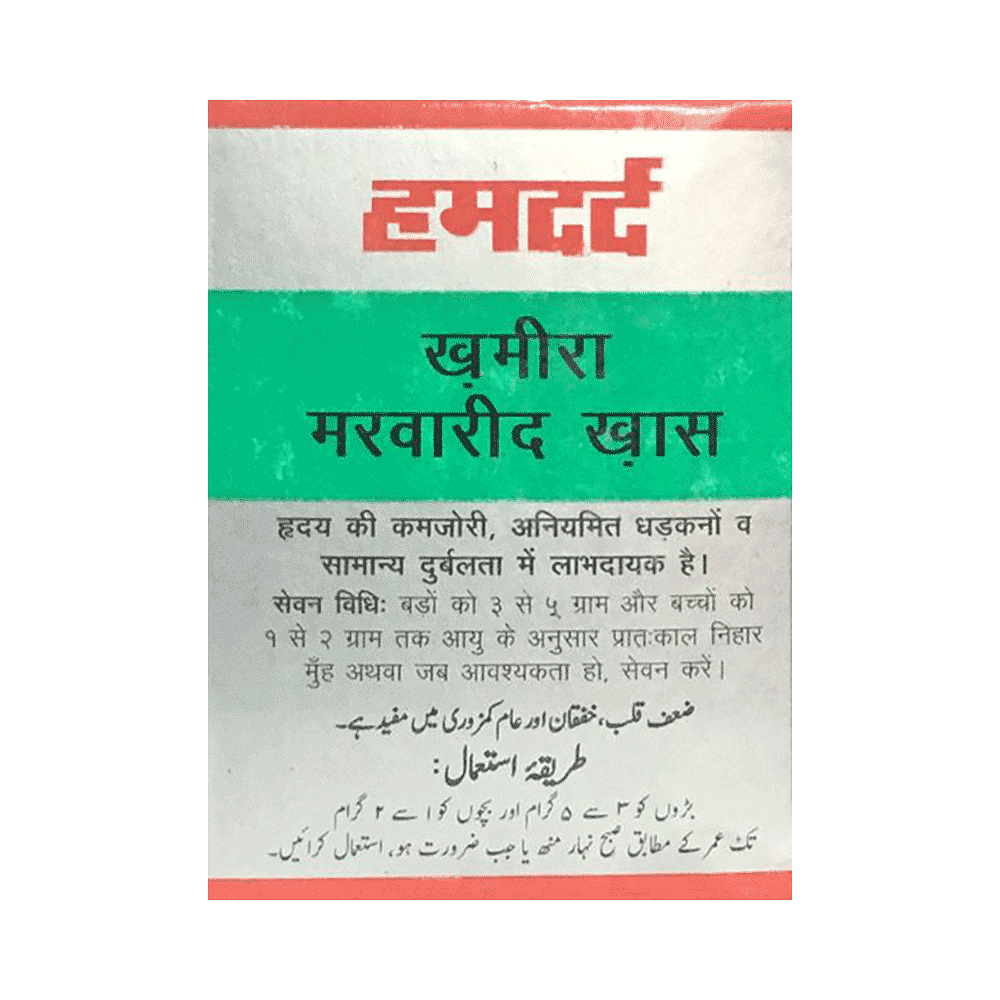 हमदर्द
ख़मीरा
मरवारीद ख़ास
हृदय की कमजोरी, अनियमित धड़कनों व
सामान्य दुर्बलता में लाभदायक है।
सेवन विधि: बड़ों को ३ से ५ ग्राम और बच्चों को
१ से २ ग्राम तक आयु के अनुसार प्रातःकाल निहार
मुँह अथवा जब आवश्यकता हो, सेवन करें।
ضعف قلب، خفقان اور عام کمزوری میں مفید ہے۔
طریقۂ استعمال:
بڑوں کو ۳ سے ۵ گرام اور بچوں کو ۱ سے ۲ گرام
تک عمر کے مطابق صبح نہار منھ یا جب ضرورت ہو، استعمال کرائیں۔